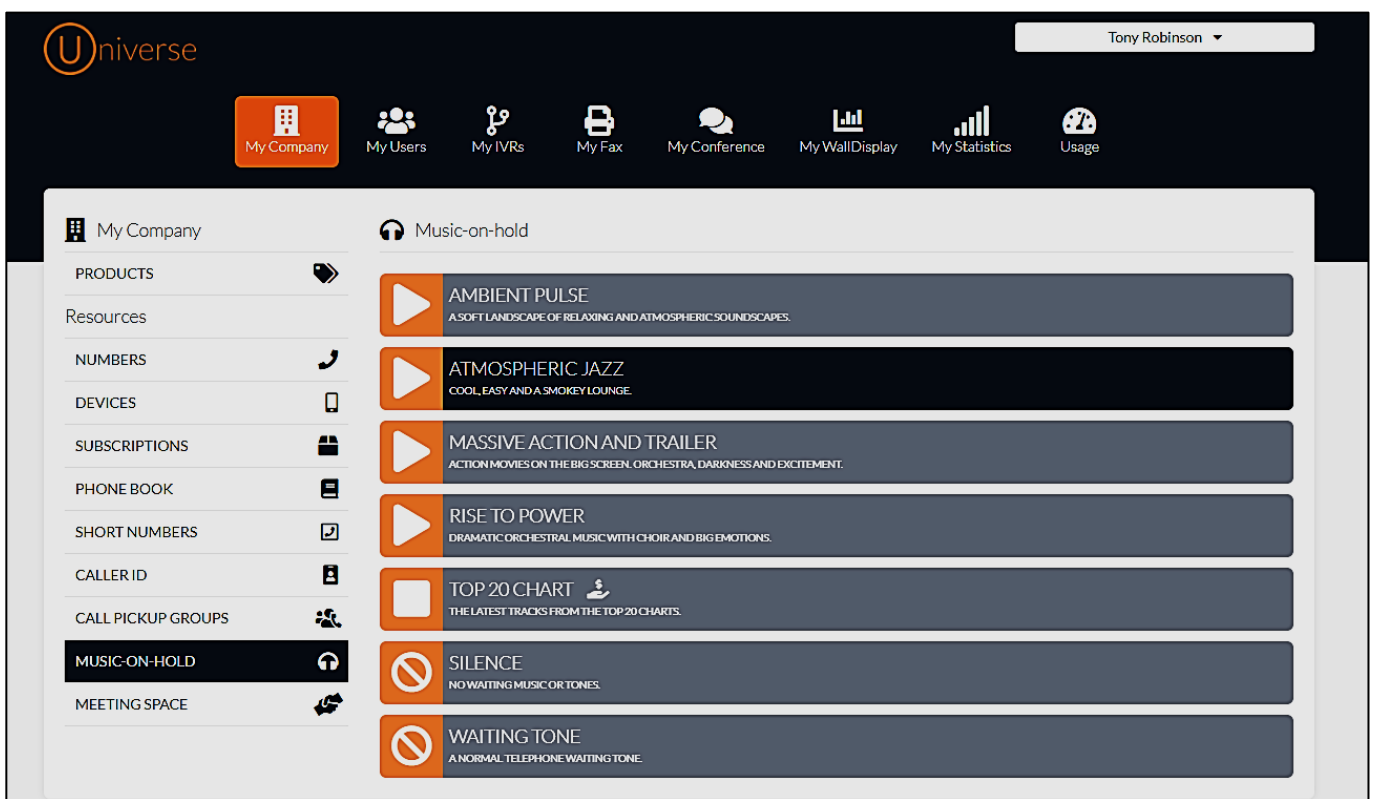 Universe
Tony Robinson
My Company
My Users
My IVRs
My Fax
My Conference
My WallDisplay
My Statistics
Usage
My Company
PRODUCTS
Resources
NUMBERS
DEVICES
SUBSCRIPTIONS
PHONE BOOK
SHORT NUMBERS
CALLER ID
CALL PICKUP GROUPS
MUSIC-ON-HOLD
MEETING SPACE
Music-on-hold
AMBIENT PULSE
A SOFT LANDSCAPE OF RELAXING AND ATMOSPHERIC SOUNDSCAPES.
ATMOSPHERIC JAZZ
COOL, EASY AND A SMOKEY LOUNGE.
MASSIVE ACTION AND TRAILER
ACTION MOVIES ON THE BIG SCREEN. ORCHESTRA, DARKNESS AND EXCITEMENT.
RISE TO POWER
DRAMATIC ORCHESTRAL MUSIC WITH CHOIR AND BIG EMOTIONS.
TOP 20 CHART
THE LATEST TRACKS FROM THE TOP 20 CHARTS.
SILENCE
NO WAITING MUSIC OR TONES.
WAITING TONE
A NORMAL TELEPHONE WAITING TONE.